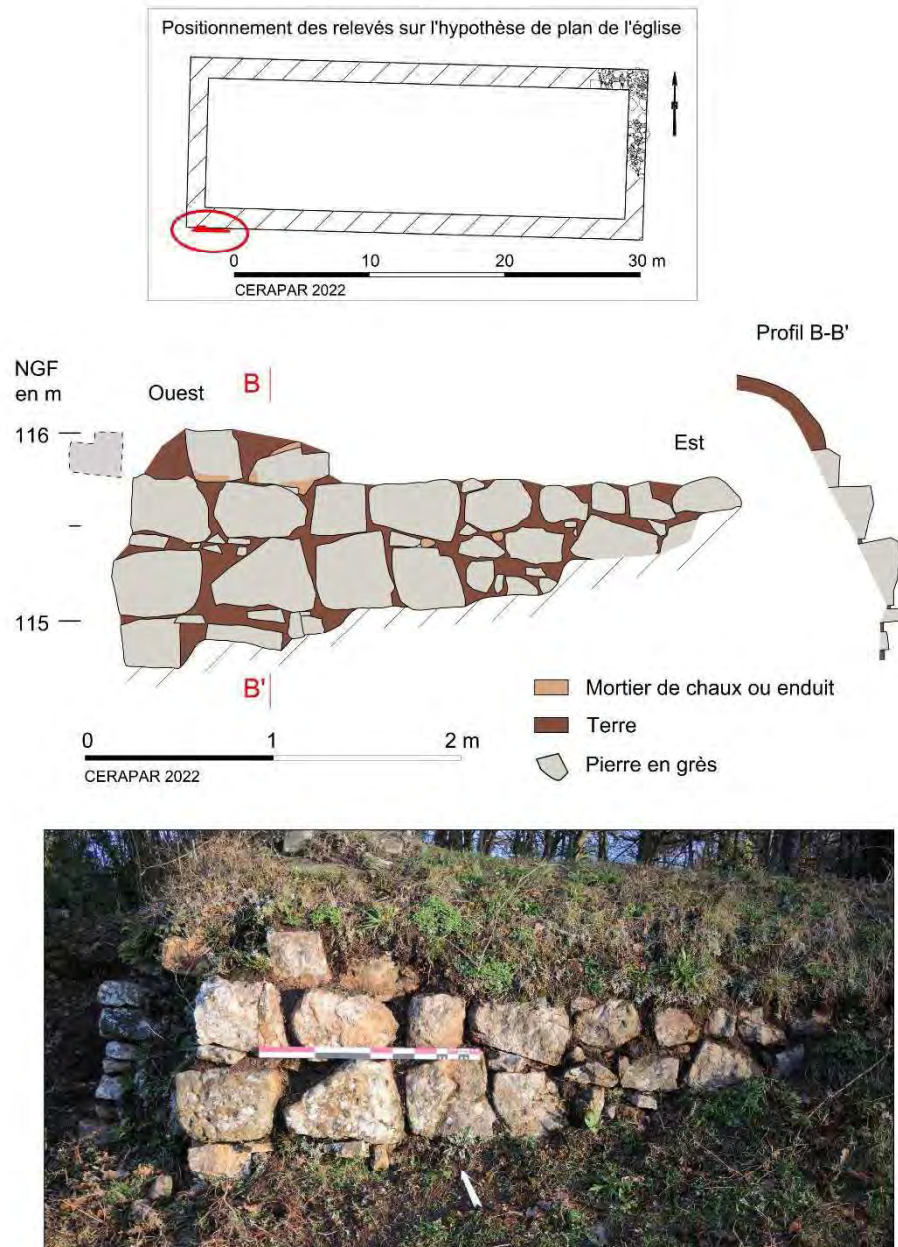 Positionnement des relevés sur l'hypothèse de plan de l'église
0 10 20 30 m
CERAPAR 2022
Profil B-B'
NGF
en m
Ouest
B
116
Est
115
B'
Mortier de chaux ou enduit
Terre
Pierre en grès
0 1 2 m
CERAPAR 2022